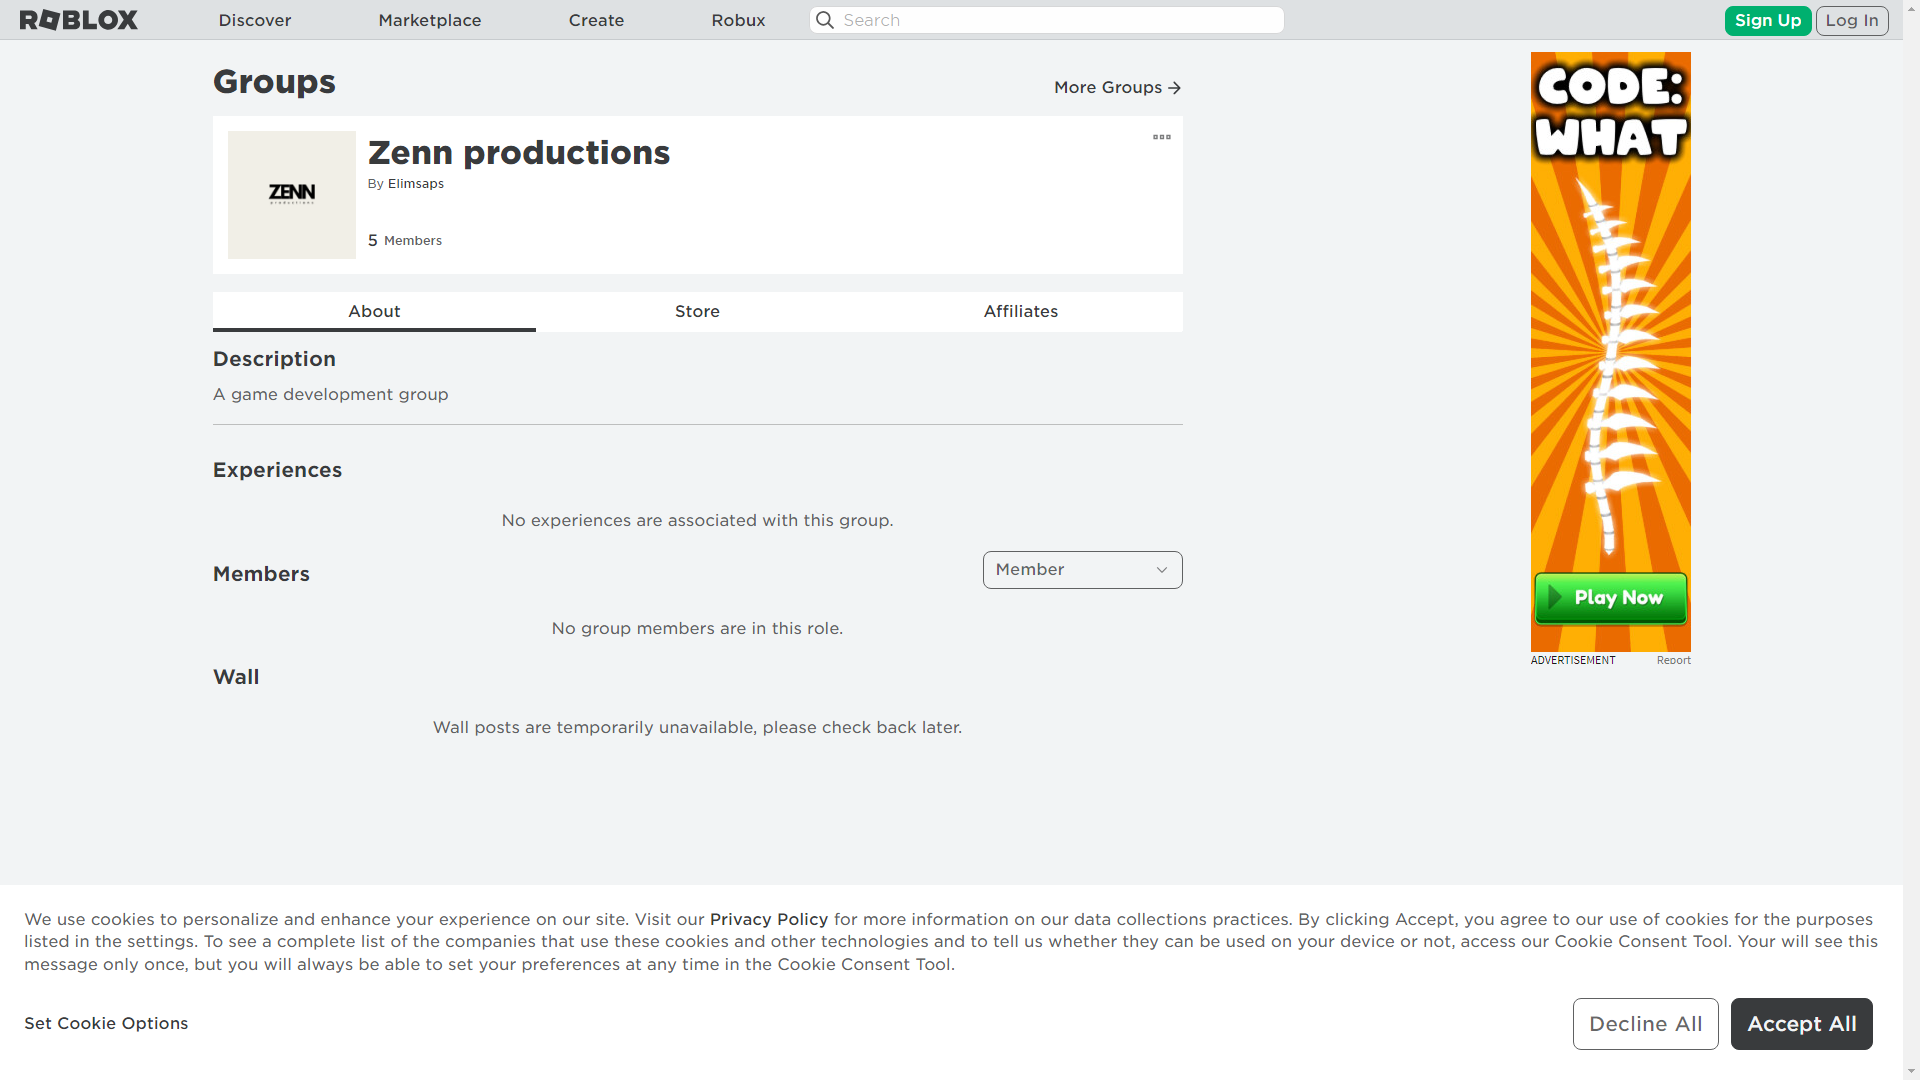 ROBLOX
Discover
Marketplace
Create
Robux
Search
Sign Up
Log In
Groups
More Groups
ZENN
productions
Zenn productions
By Elimsaps
5 Members
About
Store
Affiliates
Description
A game development group
Experiences
No experiences are associated with this group.
Members
Member
No group members are in this role.
Wall
Wall posts are temporarily unavailable, please check back later.
CODE:
WHAT
Play Now
ADVERTISEMENT
Report
We use cookies to personalize and enhance your experience on our site. Visit our Privacy Policy for more information on our data collections practices. By clicking Accept, you agree to our use of cookies for the purposes
listed in the settings. To see a complete list of the companies that use these cookies and other technologies and to tell us whether they can be used on your device or not, access our Cookie Consent Tool. Your will see this
message only once, but you will always be able to set your preferences at any time in the Cookie Consent Tool.
Set Cookie Options
Decline All
Accept All